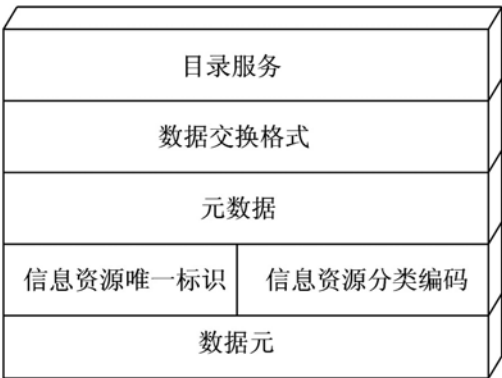 目录服务
数据交换格式
元数据
信息资源唯一标识
信息资源分类编码
数据元